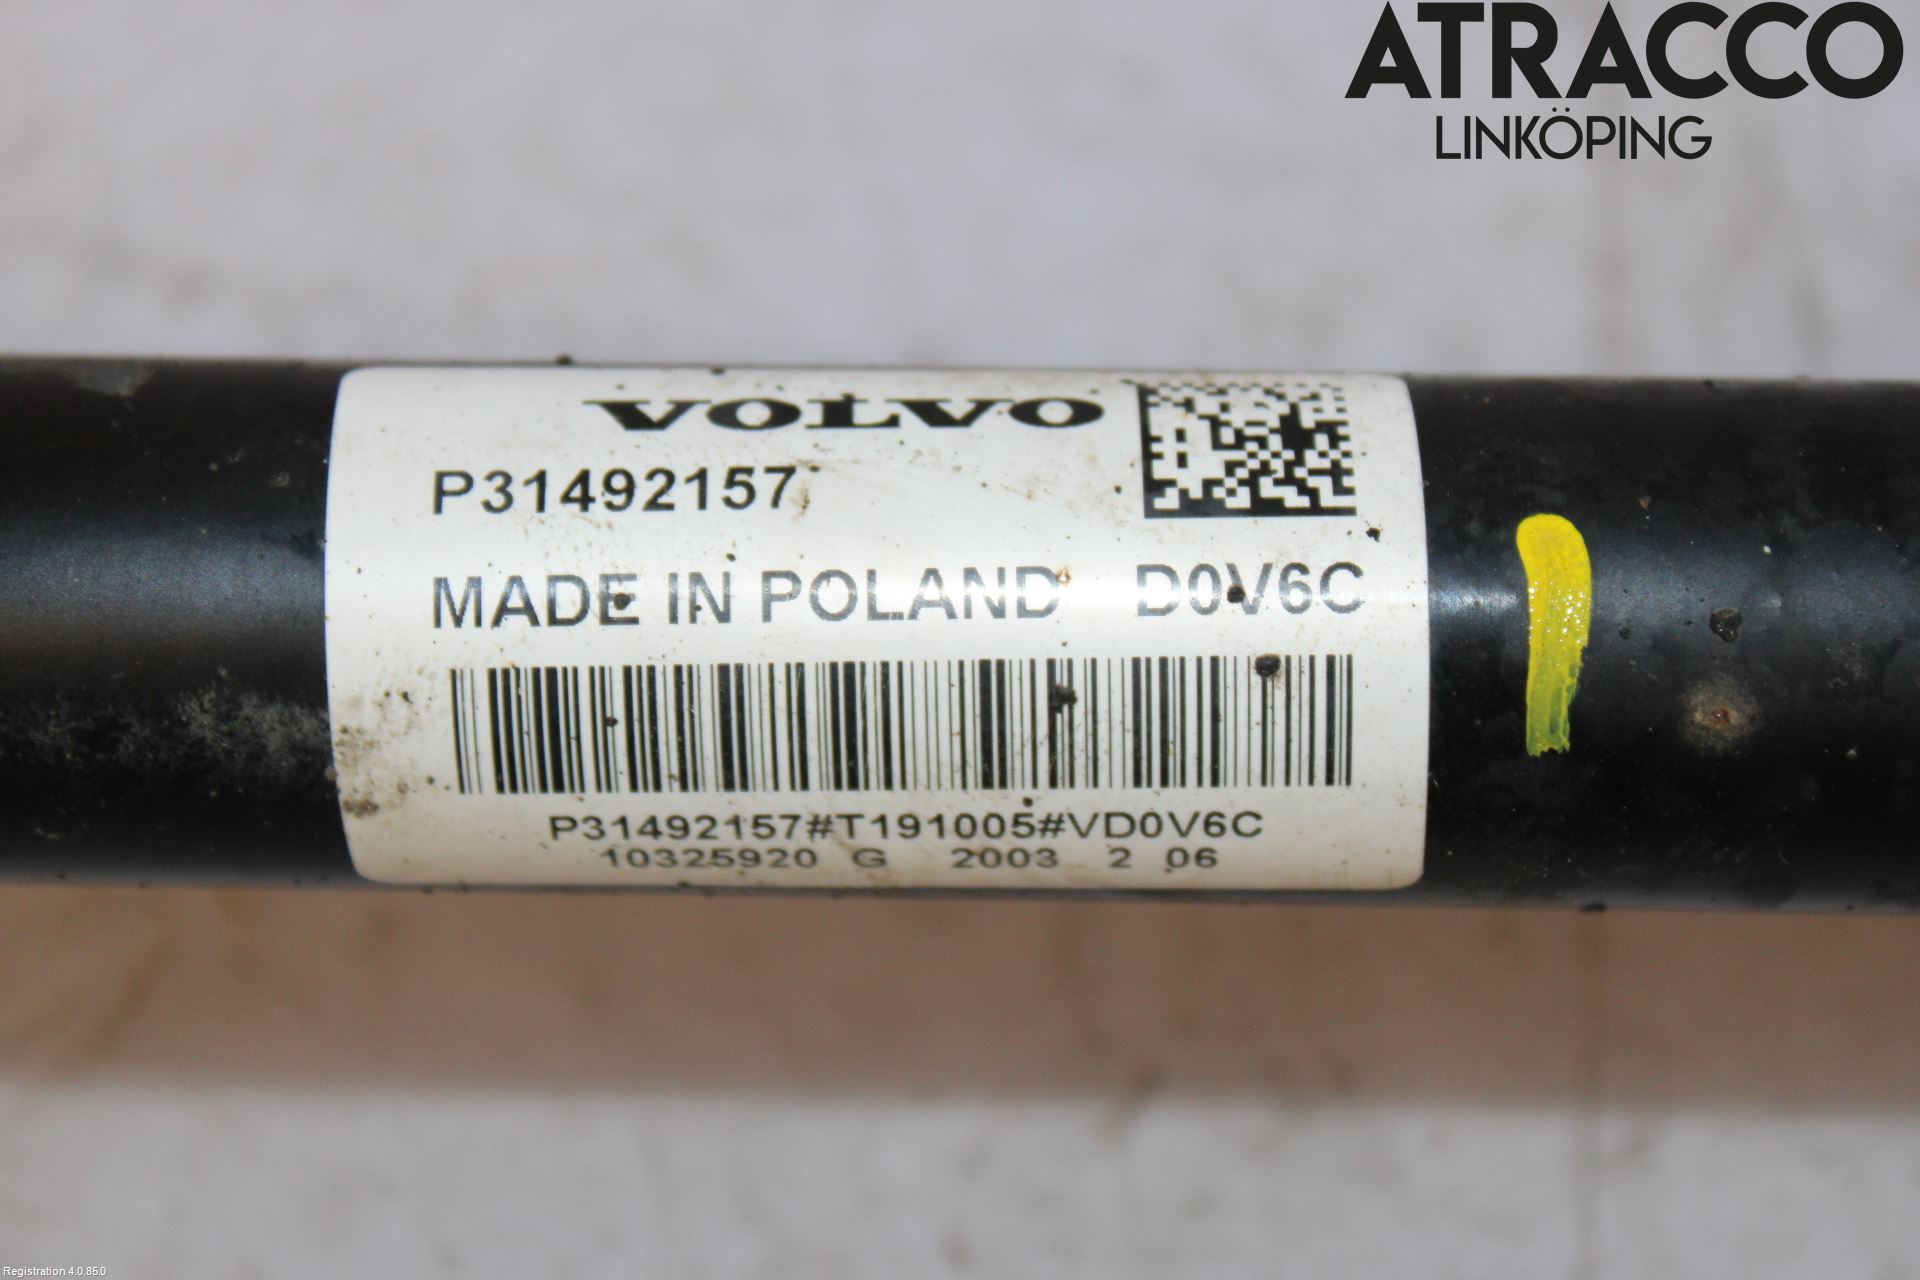 ATRACCO
LINKÖPING
VOLVO
P31492157
MADE IN POLAND D0V6C
P31492157#T191005#VD0V6C
10325920 G 2003 2 06
Registration 4.0.85.0